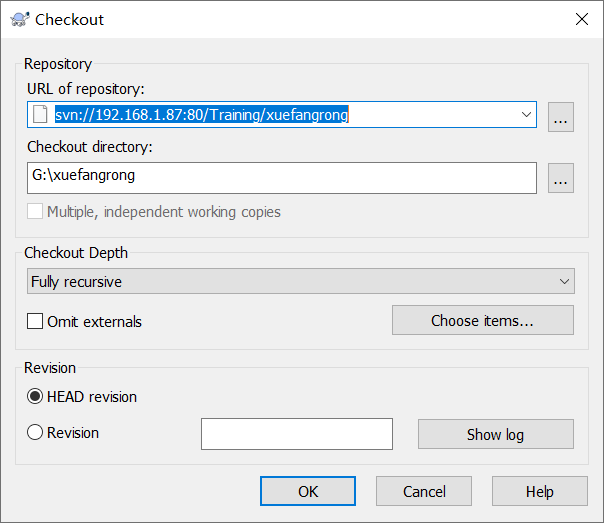 Checkout
Repository
URL of repository:
svn://192.168.1.87:80/Training/xuefangrong
...
Checkout directory:
G:\xuefangrong
...
Multiple, independent working copies
Checkout Depth
Fully recursive
Omit externals
Choose items...
Revision
HEAD revision
Revision
Show log
OK
Cancel
Help